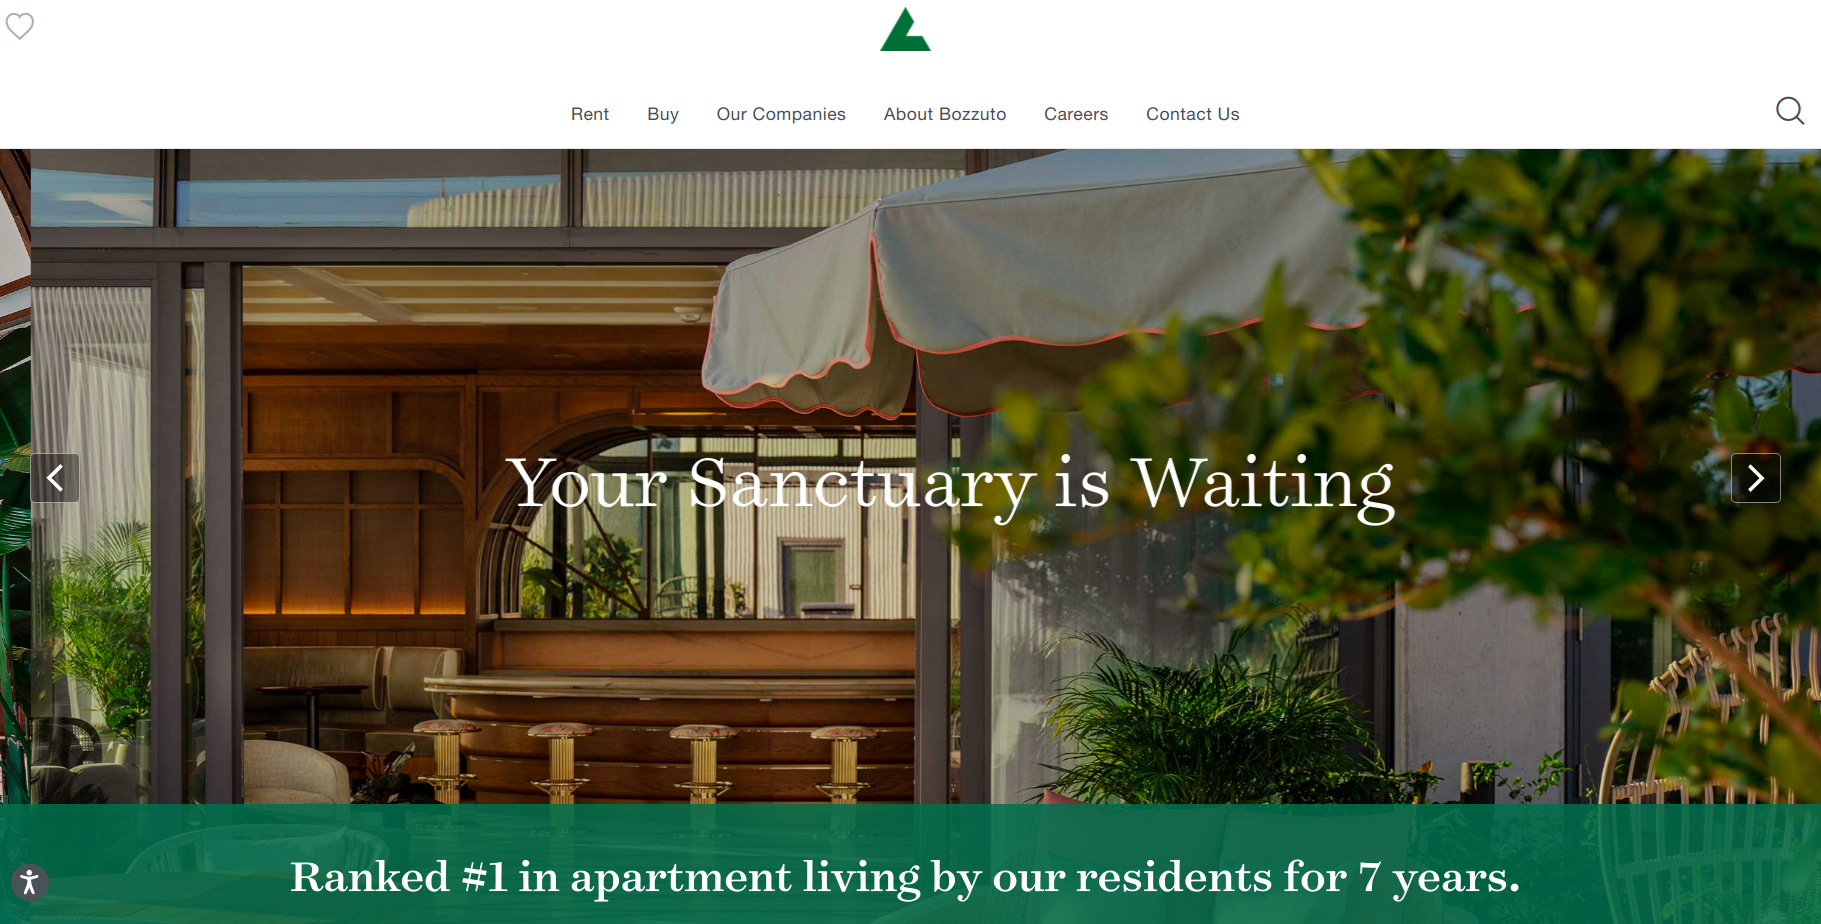 Rent Buy Our Companies About Bozzuto Careers Contact Us
Your Sanctuary is Waiting
Ranked #1 in apartment living by our residents for 7 years.